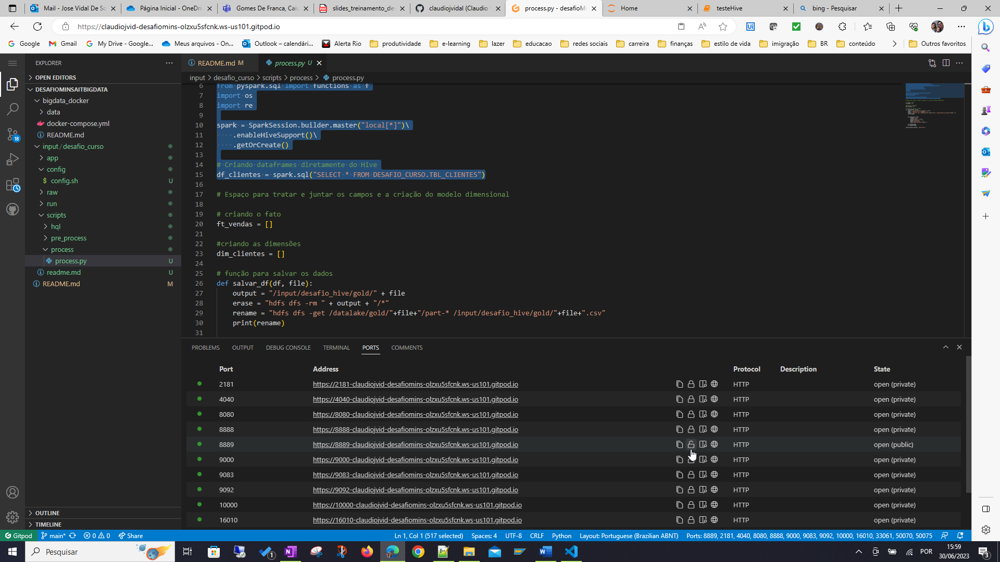 Mail - Jose Vidal De Sc
Página Inicial - OneDri
Gomes De Franca, Caiu
slides_treinamento_de
claudiojvidal (Claudio
process.py - desafioMi
Home
testeHive
bing - Pesquisar
https://claudiojvid-desafiomins-olzxu5sfcnk.ws-us101.gitpod.io
Google
Gmail
My Drive - Google...
Meus arquivos - On...
Outlook – calendári...
Alerta Rio
produtividade
e-learning
lazer
educacao
redes sociais
carreira
finanças
estilo de vida
imigração
BR
conteúdo
Outros favoritos
EXPLORER
OPEN EDITORS
DESAFIOMINSAITBIGDATA
bigdata_docker
data
docker-compose.yml
README.md
input / desafio_curso
app
config
config.sh U
raw
run
scripts
hql
pre_process
process
process.py U
readme.md U
README.md M
OUTLINE
TIMELINE
18
README.md M
process.py U
input > desafio_curso > scripts > process > process.py
6 from pyspark.sql import functions as f
7 import os
8 import re
9
10 spark = SparkSession.builder.master("local[*]")\
11 .enableHiveSupport()\
12 .getOrCreate()
13
14 # Criando dataframes diretamente do Hive
15 df_clientes = spark.sql("SELECT * FROM DESAFIO_CURSO.TBL_CLIENTES")
16
17 # Espaço para tratar e juntar os campos e a criação do modelo dimensional
18
19 # criando o fato
20 ft_vendas = []
21
22 #criando as dimensões
23 dim_clientes = []
24
25 # função para salvar os dados
26 def salvar_df(df, file):
27 output = "/input/desafio_hive/gold/" + file
28 erase = "hdfs dfs -rm " + output + "/*"
29 rename = "hdfs dfs -get /datalake/gold/"+file+"/part-* /input/desafio_hive/gold/"+file+".csv"
30 print(rename)
31
PROBLEMS OUTPUT DEBUG CONSOLE TERMINAL PORTS COMMENTS
Port Address Protocol Description State
2181 https://2181-claudiojvid-desafiomins-olzxu5sfcnk.ws-us101.gitpod.io HTTP open (private)
4040 https://4040-claudiojvid-desafiomins-olzxu5sfcnk.ws-us101.gitpod.io HTTP open (private)
8080 https://8080-claudiojvid-desafiomins-olzxu5sfcnk.ws-us101.gitpod.io HTTP open (private)
8888 https://8888-claudiojvid-desafiomins-olzxu5sfcnk.ws-us101.gitpod.io HTTP open (private)
8889 https://8889-claudiojvid-desafiomins-olzxu5sfcnk.ws-us101.gitpod.io HTTP open (public)
9000 https://9000-claudiojvid-desafiomins-olzxu5sfcnk.ws-us101.gitpod.io HTTP open (private)
9083 https://9083-claudiojvid-desafiomins-olzxu5sfcnk.ws-us101.gitpod.io HTTP open (private)
9092 https://9092-claudiojvid-desafiomins-olzxu5sfcnk.ws-us101.gitpod.io HTTP open (private)
10000 https://10000-claudiojvid-desafiomins-olzxu5sfcnk.ws-us101.gitpod.io HTTP open (private)
16010 https://16010-claudiojvid-desafiomins-olzxu5sfcnk.ws-us101.gitpod.io HTTP open (private)
Gitpod main* 0 0 Share Ln 1, Col 1 (517 selected) Spaces: 4 UTF-8 CRLF Python Layout: Portuguese (Brazilian ABNT) Ports: 8889, 2181, 4040, 8080, 8888, 9000, 9083, 9092, 10000, 16010, 33061, 50070, 50075
Pesquisar
1
POR
15:59
30/06/2023
3